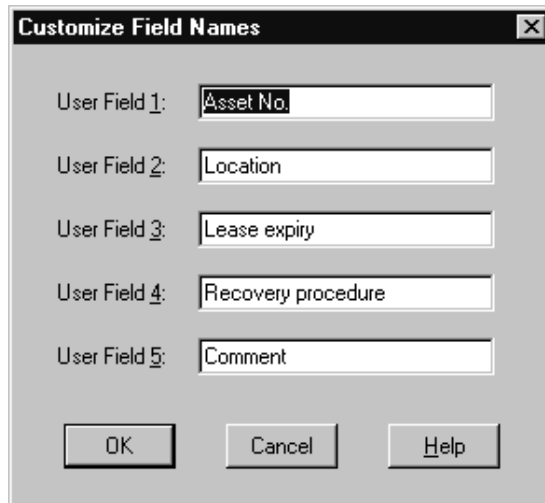 Customize Field Names
User Field 1: Asset No.
User Field 2: Location
User Field 3: Lease expiry
User Field 4: Recovery procedure
User Field 5: Comment
OK Cancel Help